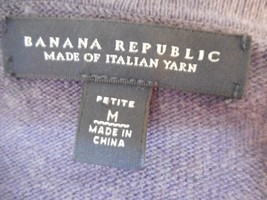 BANANA REPUBLIC
MADE OF ITALIAN YARN
PETITE
M
MADE IN
CHINA